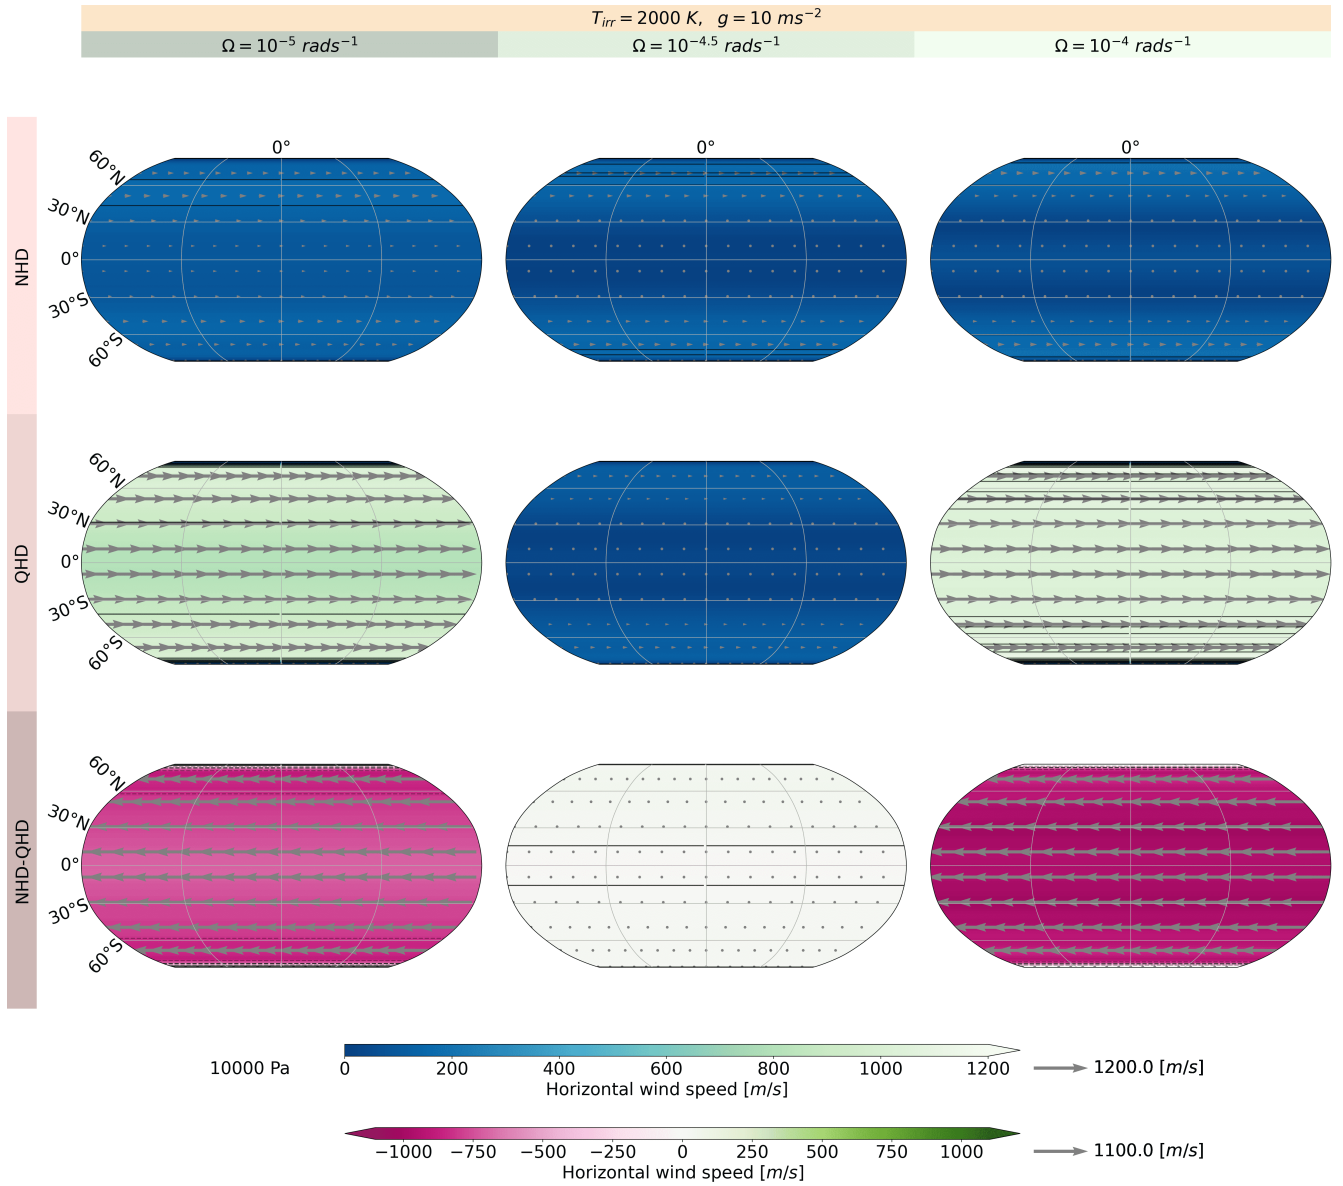 T_irr = 2000 K, g = 10 ms⁻²
Ω = 10⁻⁵ rads⁻¹ Ω = 10⁻⁴·⁵ rads⁻¹ Ω = 10⁻⁴ rads⁻¹
0° 0° 0°
60°N
30°N
0°
30°S
60°S
NHD
60°N
30°N
0°
30°S
60°S
QHD
60°N
30°N
0°
30°S
60°S
NHD-QHD
10000 Pa
0 200 400 600 800 1000 1200
Horizontal wind speed [m/s]
1200.0 [m/s]
−1000 −750 −500 −250 0 250 500 750 1000
Horizontal wind speed [m/s]
1100.0 [m/s]